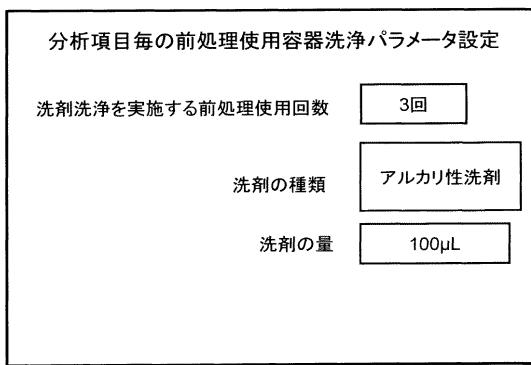 分析項目毎の前処理使用容器洗浄パラメータ設定
洗剤洗浄を実施する前処理使用回数 3回
洗剤の種類 アルカリ性洗剤
洗剤の量 100μL